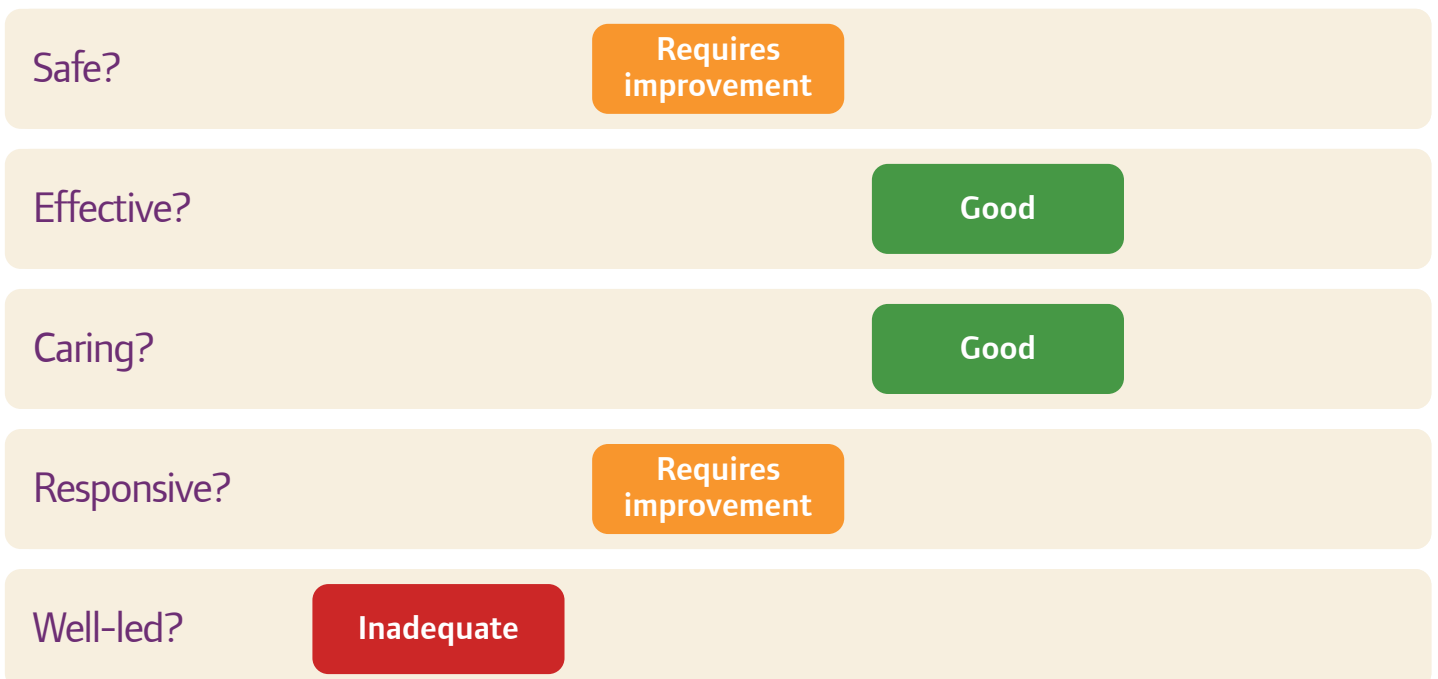 Safe?
Requires
improvement
Effective?
Good
Caring?
Good
Responsive?
Requires
improvement
Well-led?
Inadequate